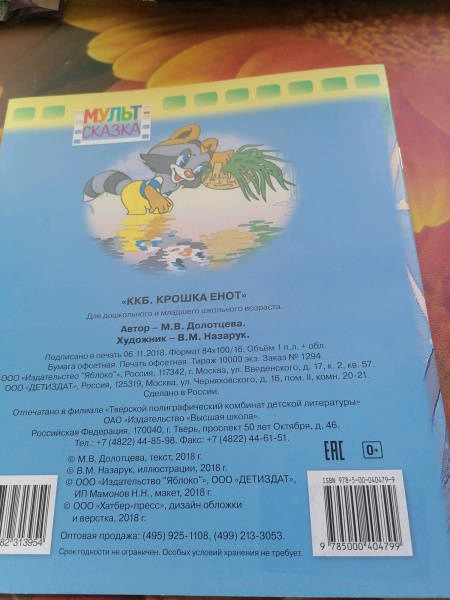 МУЛЬТ-
СКАЗКА
«ККБ. КРОШКА ЕНОТ»
Для дошкольного и младшего школьного возраста.
Автор – М.В. Долотцева.
Художник – В.М. Назарук.
Подписано в печать 06.11.2018. Формат 84х100/16. Объём 1 п.л. + обл.
Бумага офсетная. Печать офсетная. Тираж 10000 экз. Заказ № 1294.
ООО «Издательство "Яблоко"», Россия, 117342, г. Москва, ул. Введенского, д. 17, к. 2, кв. 57.
ООО «ДЕТИЗДАТ», Россия, 125319, Москва, ул. Черняховского, д. 16, пом. II, комн. 20-21.
Сделано в России.
Отпечатано в филиале «Тверской полиграфический комбинат детской литературы»
ОАО «Издательство «Высшая школа».
Российская Федерация, 170040, г. Тверь, проспект 50 лет Октября, д. 46.
Тел.: +7 (4822) 44-85-98. Факс: +7 (4822) 44-61-51.
© М.В. Долотцева, текст, 2018 г.
© В.М. Назарук, иллюстрации, 2018 г.
© ООО «Издательство "Яблоко"», ООО «ДЕТИЗДАТ»,
ИП Мамонов Н.Н., макет, 2018 г.
© ООО «Хатбер-пресс», дизайн обложки
и верстка, 2018 г.
Оптовая продажа: (495) 925-1108, (499) 213-3053.
Срок годности не ограничен. Особых условий хранения не требует.
EAC
0+
ISBN 978-5-00-040479-9
9 785000 404799
82 313954